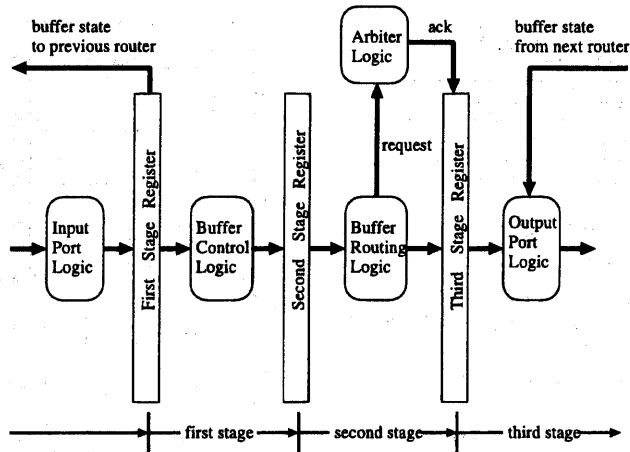 buffer state
to previous router
Arbiter
Logic
ack
buffer state
from next router
request
Input
Port
Logic
First Stage Register
Buffer
Control
Logic
Second Stage Register
Buffer
Routing
Logic
Third Stage Register
Output
Port
Logic
first stage
second stage
third stage